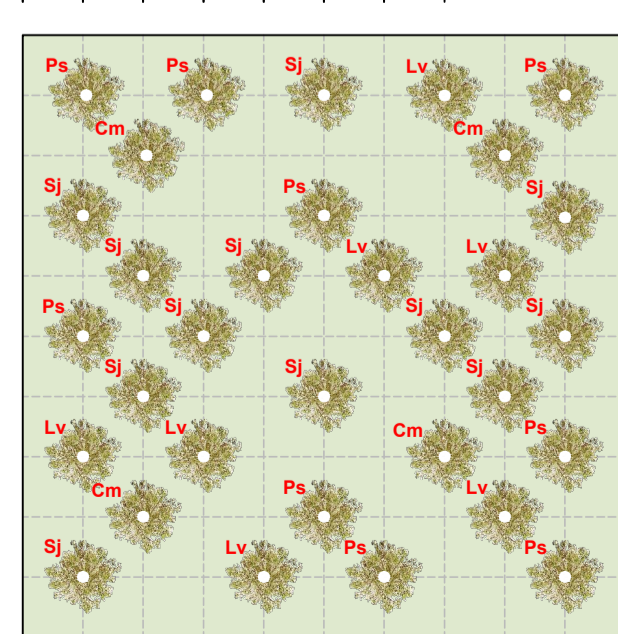 Ps Ps Sj Lv Ps
Cm Cm
Sj Ps Sj
Sj Sj Lv Lv
Ps Sj Sj Sj
Sj Sj Sj
Lv Lv Cm Ps
Cm Ps Lv
Sj Lv Ps Ps